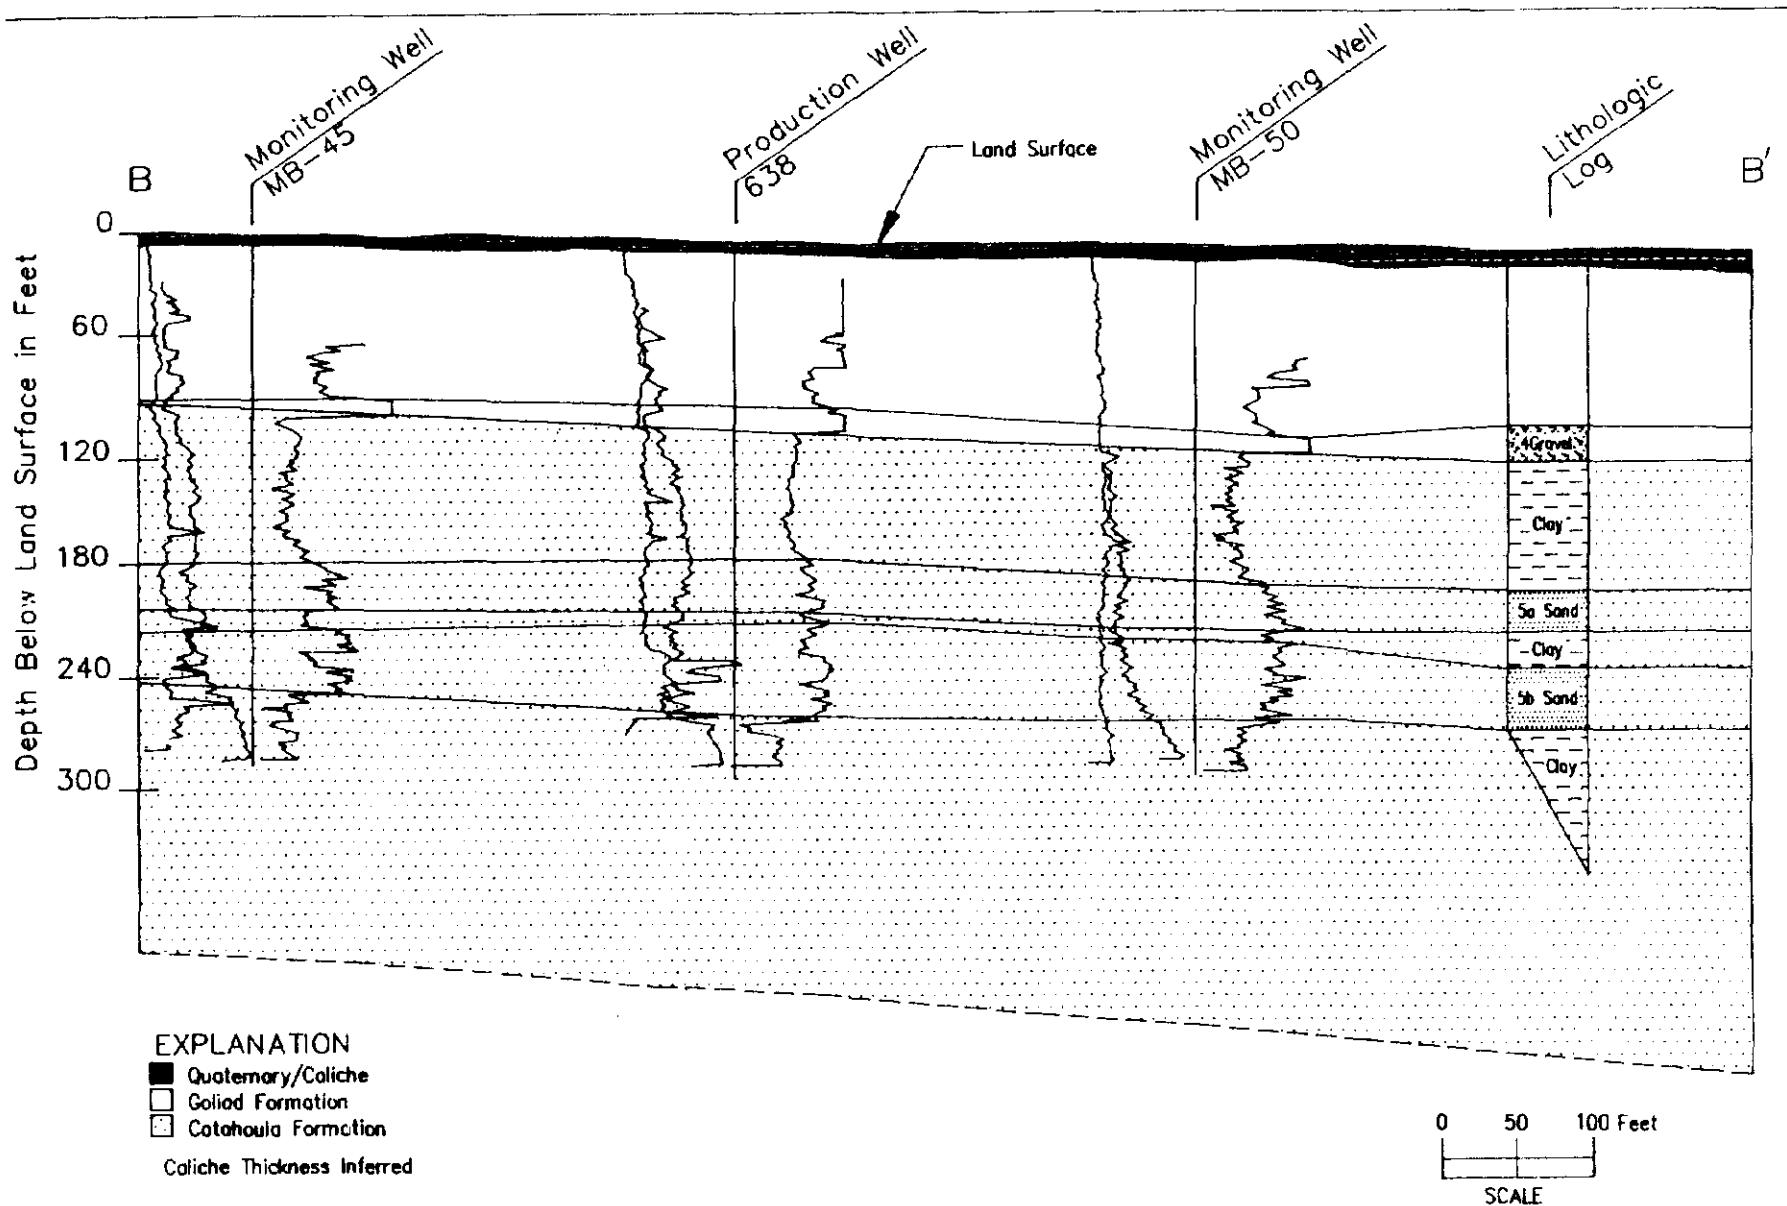 Monitoring Well
MB-45
Production Well
638
Monitoring Well
MB-50
Lithologic
Log
Land Surface
B
B'
Depth Below Land Surface in Feet
0
60
120
180
240
300
4Gravel
Clay
5a Sand
Clay
5b Sand
Clay
EXPLANATION
Quaternary/Caliche
Goliad Formation
Catahoula Formation
Caliche Thickness Inferred
0 50 100 Feet
SCALE